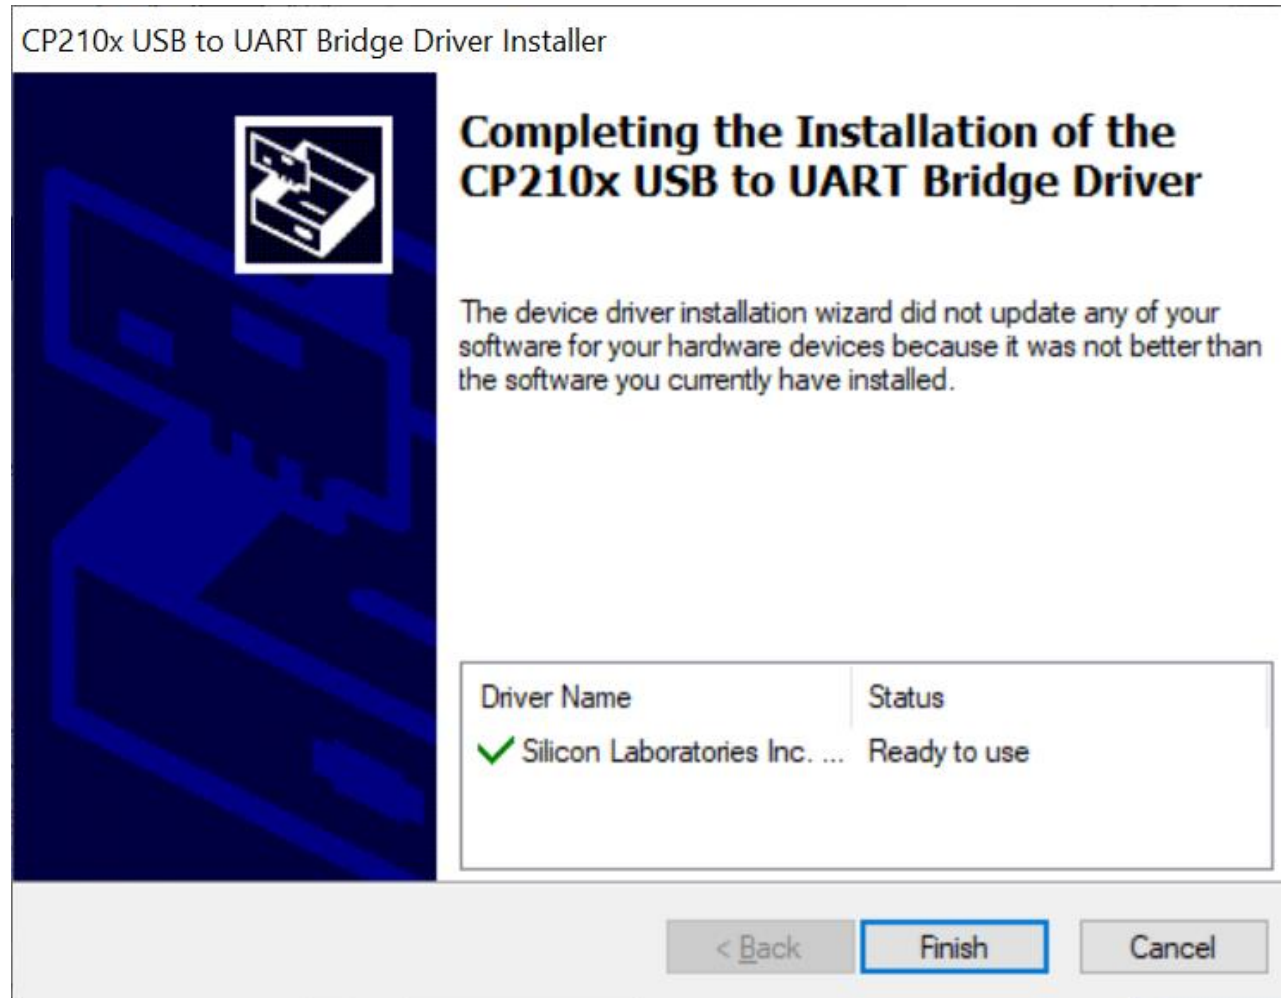 CP210x USB to UART Bridge Driver Installer
Completing the Installation of the
CP210x USB to UART Bridge Driver
The device driver installation wizard did not update any of your
software for your hardware devices because it was not better than
the software you currently have installed.
Driver Name Status
Silicon Laboratories Inc. ... Ready to use
< Back Finish Cancel